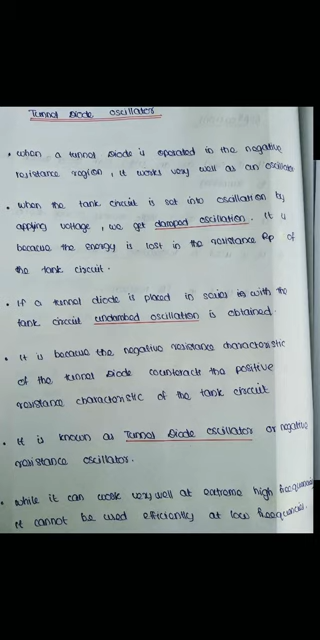 Tunnel Diode oscillators
• when a tunnel Diode is operated in the negative
resistance region, it works very well as an oscillator
• when the tank circuit is set into oscillation by
applying voltage, we get damped oscillation. It is
because the energy is lost in the resistance Rp of
the tank circuit.
• If a tunnel diode is placed in series with the
tank circuit undambed oscillation is obtained.
• It is because the negative resistance characteristic
of the tunnel Diode counteracts the positive
resistance characteristic of the tank circuit
• It is known as Tunnel Diode oscillator or negative
resistance oscillator.
• while it can work very well at extreme high frequencies
it cannot be used efficiently at low frequencies.